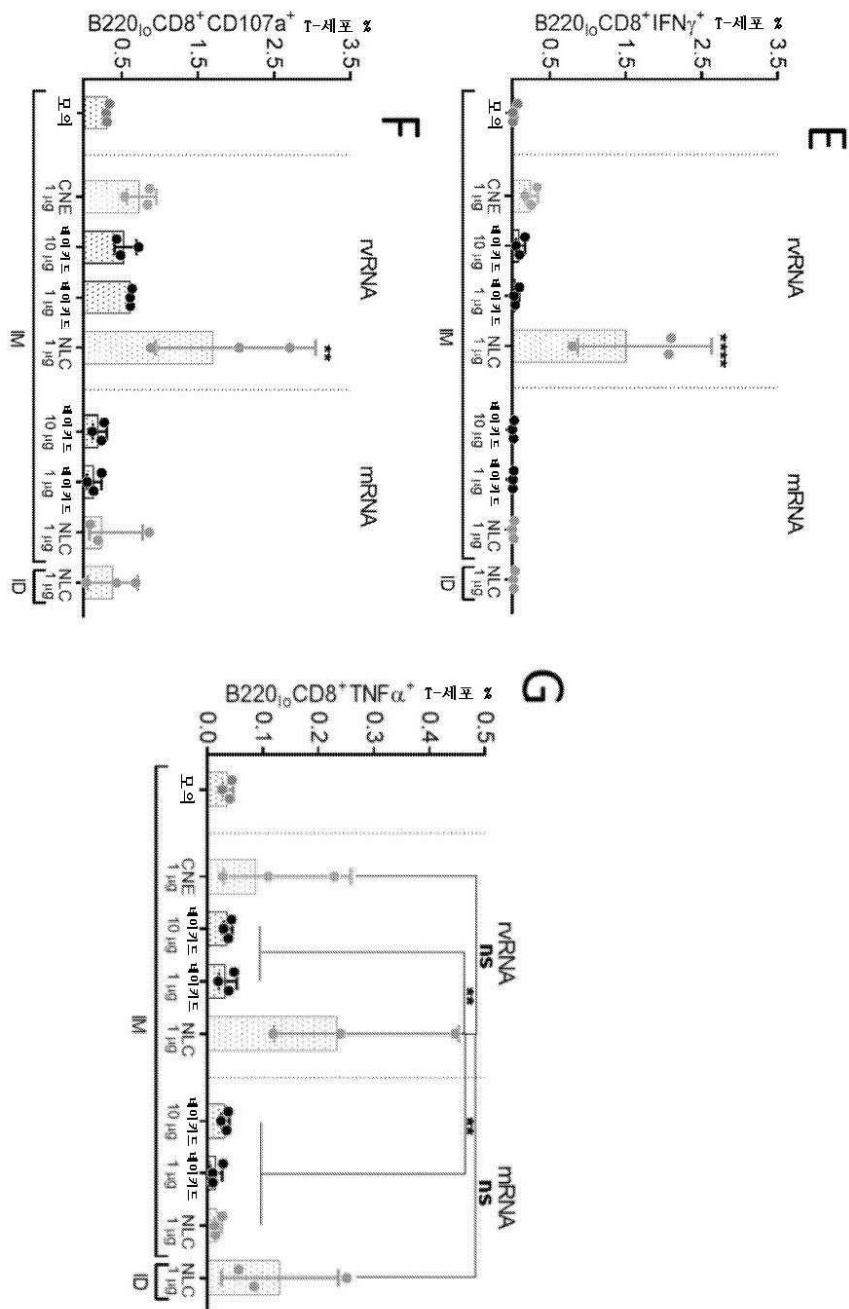 E
B220loCD8+IFNγ+ T-세포 %
3.5
2.5
1.5
0.5
rvRNA
mRNA
****
모의
CNE 1 µg
네이키드 10 µg
네이키드 1 µg
NLC 1 µg
네이키드 10 µg
네이키드 1 µg
NLC 1 µg
NLC 1 µg
IM
ID
F
B220loCD8+CD107a+ T-세포 %
3.5
2.5
1.5
0.5
rvRNA
mRNA
**
모의
CNE 1 µg
네이키드 10 µg
네이키드 1 µg
NLC 1 µg
네이키드 10 µg
네이키드 1 µg
NLC 1 µg
NLC 1 µg
IM
ID
G
B220loCD8+TNFα+ T-세포 %
0.5
0.4
0.3
0.2
0.1
0.0
rvRNA
mRNA
ns
ns
**
**
모의
CNE 1 µg
네이키드 10 µg
네이키드 1 µg
NLC 1 µg
네이키드 10 µg
네이키드 1 µg
NLC 1 µg
NLC 1 µg
IM
ID